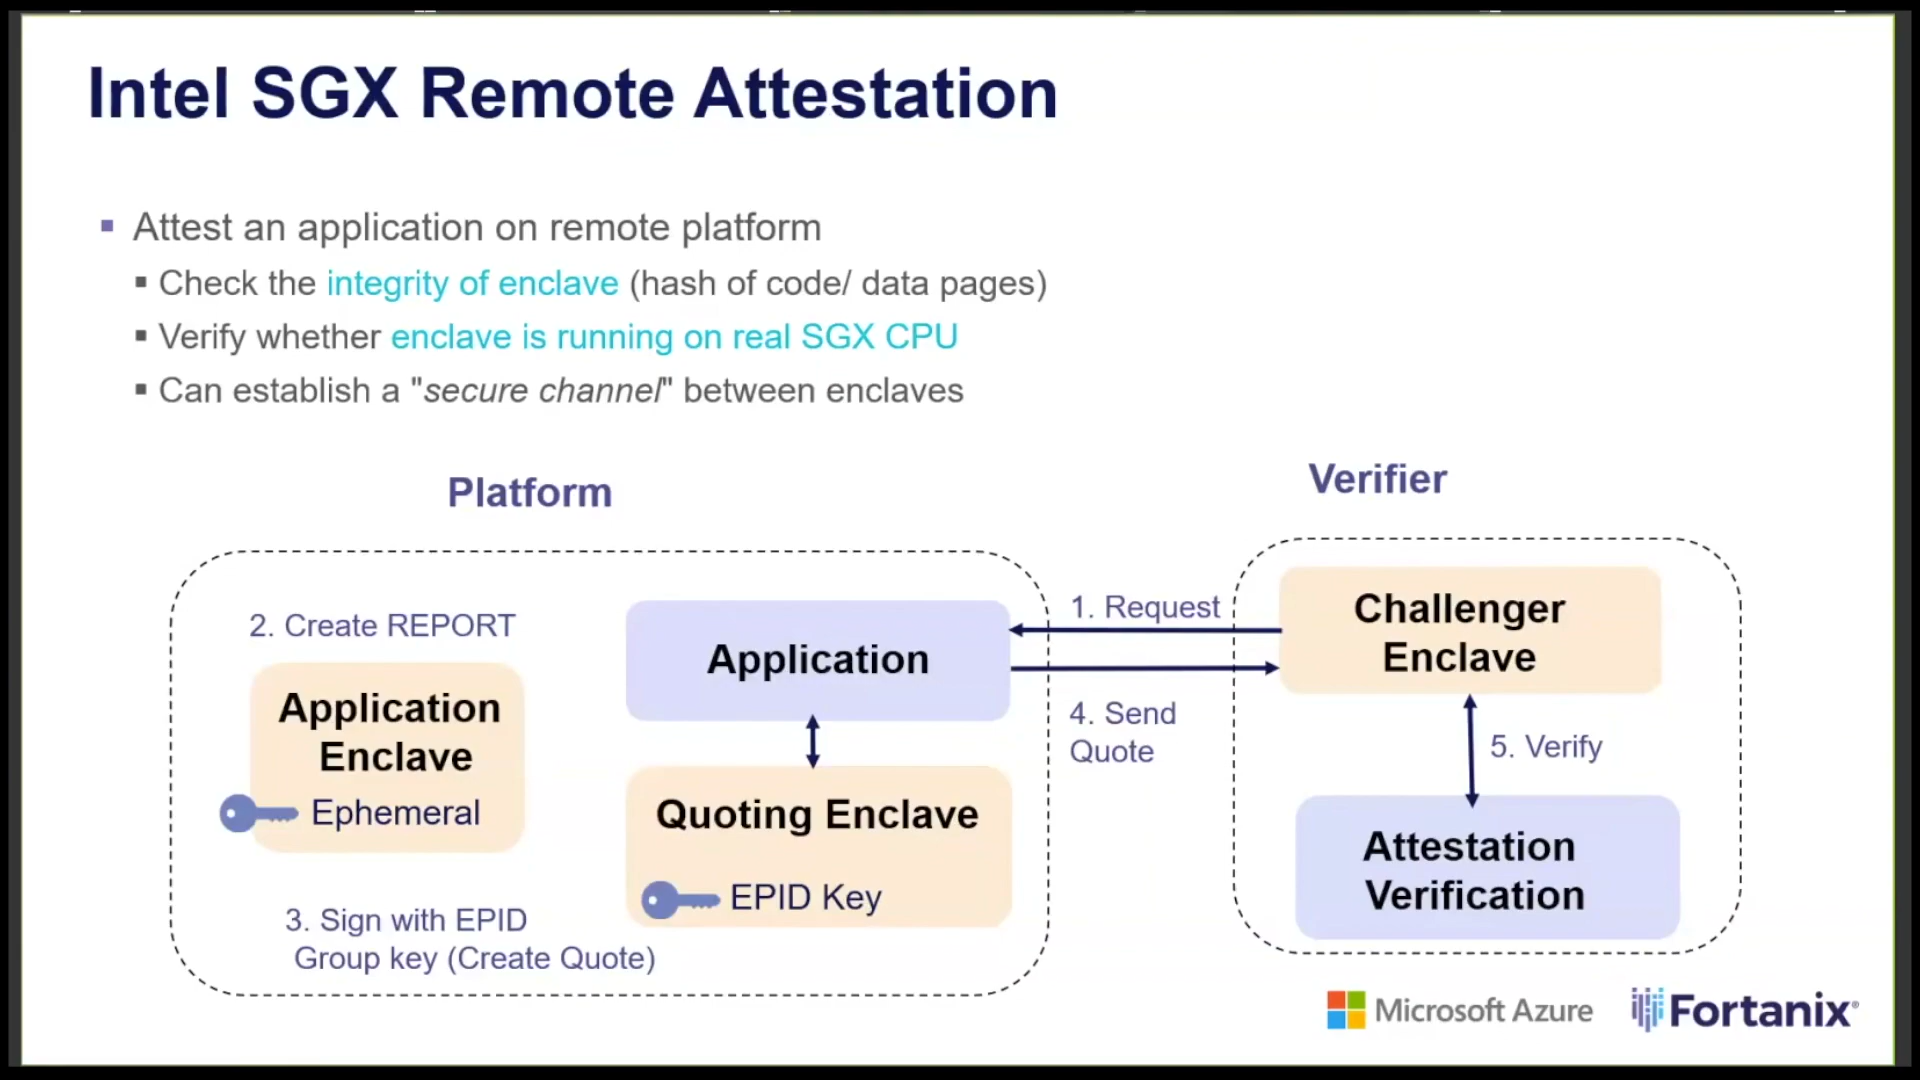 Intel SGX Remote Attestation
Attest an application on remote platform
Check the integrity of enclave (hash of code/ data pages)
Verify whether enclave is running on real SGX CPU
Can establish a "secure channel" between enclaves
Platform
2. Create REPORT
Application
Enclave
Ephemeral
3. Sign with EPID
Group key (Create Quote)
Application
Quoting Enclave
EPID Key
1. Request
4. Send
Quote
Verifier
Challenger
Enclave
5. Verify
Attestation
Verification
Microsoft Azure
Fortanix®